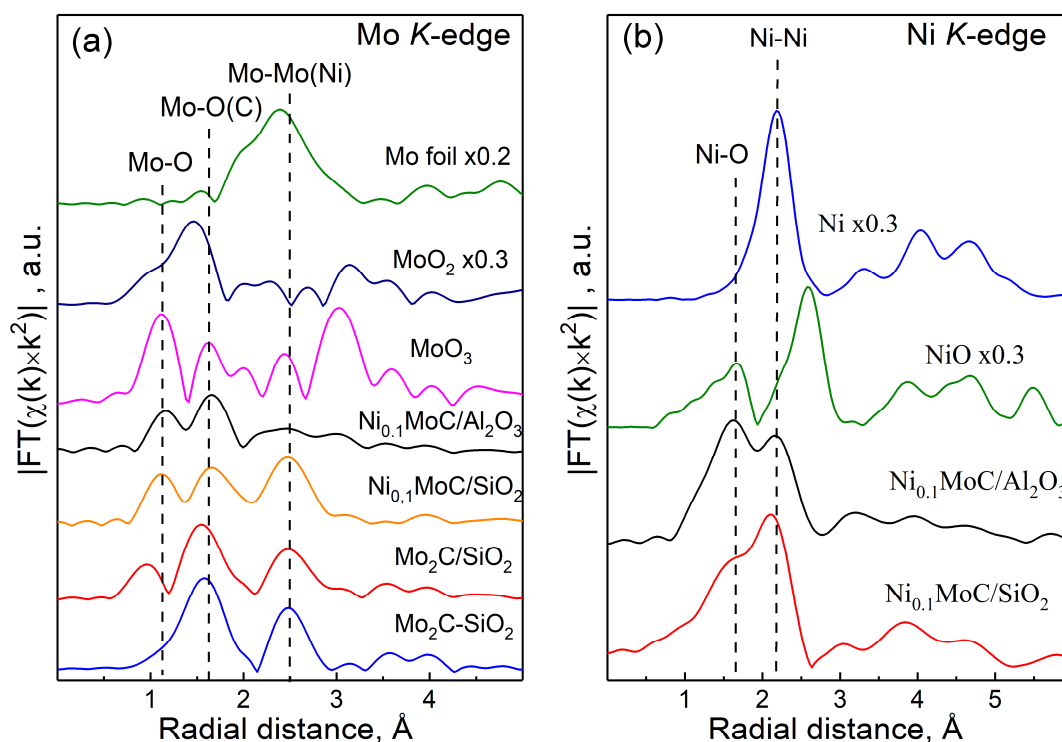 (a) Mo K-edge
Mo-Mo(Ni)
Mo-O(C)
Mo-O
Mo foil x0.2
MoO₂ x0.3
MoO₃
Ni₀.₁MoC/Al₂O₃
Ni₀,₁MoC/SiO₂
Mo₂C/SiO₂
Mo₂C-SiO₂
|FT(χ(k)×k²)| , a.u.
1 2 3 4
Radial distance, Å
(b) Ni K-edge
Ni-Ni
Ni-O
Ni x0.3
NiO x0.3
Ni₀.₁MoC/Al₂O₃
Ni₀.₁MoC/SiO₂
|FT(χ(k)×k²)| , a.u.
1 2 3 4 5
Radial distance, Å